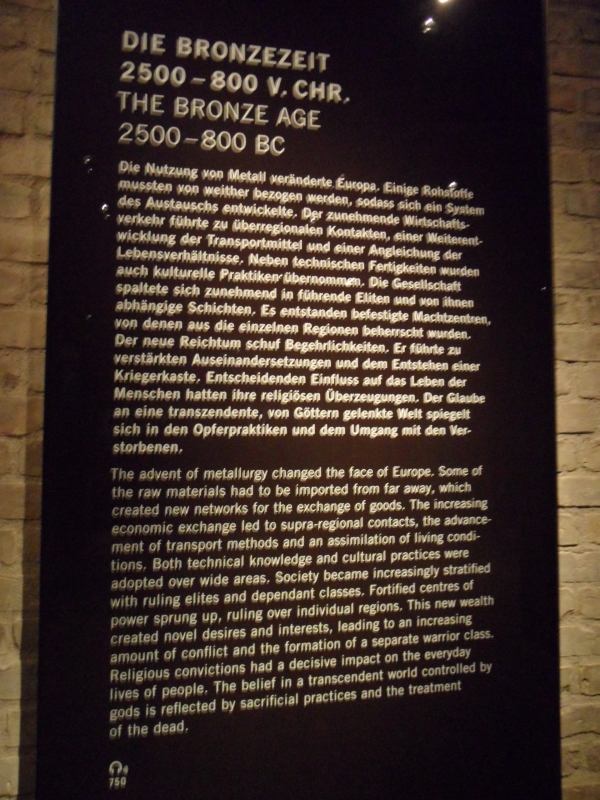 DIE BRONZEZEIT
2500 – 800 V. CHR.
THE BRONZE AGE
2500 – 800 BC
Die Nutzung von Metall veränderte Europa. Einige Rohstoffe
mussten von weither bezogen werden, sodass sich ein System
des Austauschs entwickelte. Der zunehmende Wirtschafts-
verkehr führte zu überregionalen Kontakten, einer Weiterent-
wicklung der Transportmittel und einer Angleichung der
Lebensverhältnisse. Neben technischen Fertigkeiten wurden
auch kulturelle Praktiken übernommen. Die Gesellschaft
spaltete sich zunehmend in führende Eliten und von ihnen
abhängige Schichten. Es entstanden befestigte Machtzentren,
von denen aus die einzelnen Regionen beherrscht wurden.
Der neue Reichtum schuf Begehrlichkeiten. Er führte zu
verstärkten Auseinandersetzungen und dem Entstehen einer
Kriegerkaste. Entscheidenden Einfluss auf das Leben der
Menschen hatten ihre religiösen Überzeugungen. Der Glaube
an eine transzendente, von Göttern gelenkte Welt spiegelt
sich in den Opferpraktiken und dem Umgang mit den Ver-
storbenen.
The advent of metallurgy changed the face of Europe. Some of
the raw materials had to be imported from far away, which
created new networks for the exchange of goods. The increasing
economic exchange led to supra-regional contacts, the advance-
ment of transport methods and an assimilation of living condi-
tions. Both technical knowledge and cultural practices were
adopted over wide areas. Society became increasingly stratified
with ruling elites and dependant classes. Fortified centres of
power sprung up, ruling over individual regions. This new wealth
created novel desires and interests, leading to an increasing
amount of conflict and the formation of a separate warrior class.
Religious convictions had a decisive impact on the everyday
lives of people. The belief in a transcendent world controlled by
gods is reflected by sacrificial practices and the treatment
of the dead.
750